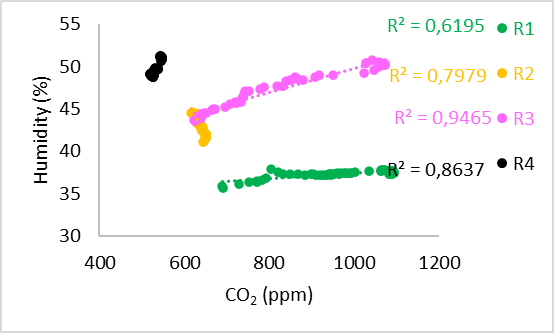 55
50
45
40
35
30
Humidity (%)
400
600
800
1000
1200
CO₂ (ppm)
R² = 0,6195 R1
R² = 0,7979 R2
R² = 0,9465 R3
R² = 0,8637 R4